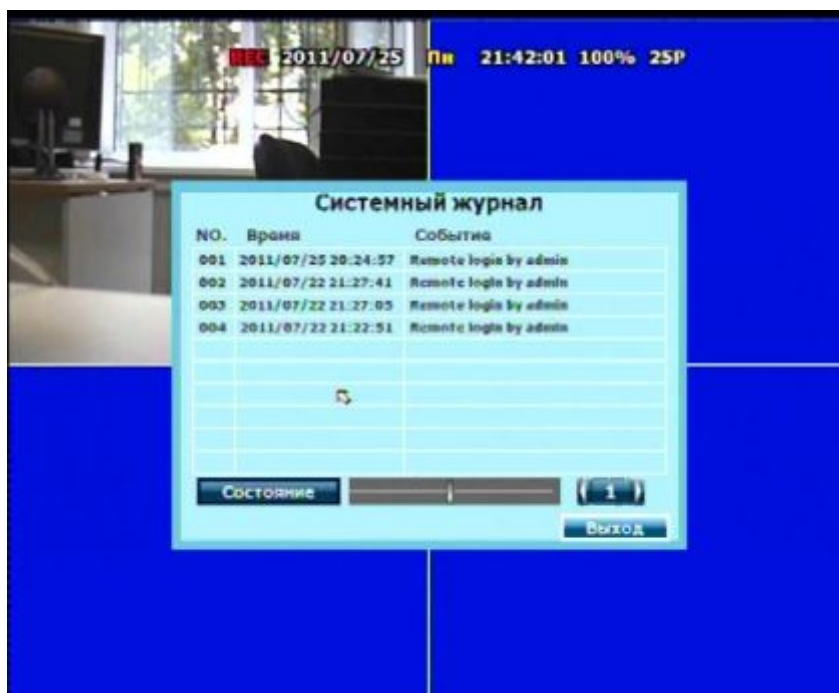 REC 2011/07/25 Пн 21:42:01 100% 25P
Системный журнал
NO. Время Событие
001 2011/07/25 20:24:57 Remote login by admin
002 2011/07/22 21:27:41 Remote login by admin
003 2011/07/22 21:27:05 Remote login by admin
004 2011/07/22 21:22:51 Remote login by admin
Состояние 1
Выход